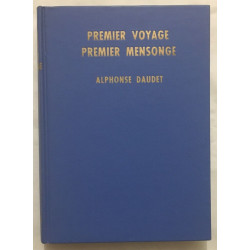 PREMIER VOYAGE
PREMIER MENSONGE
ALPHONSE DAUDET